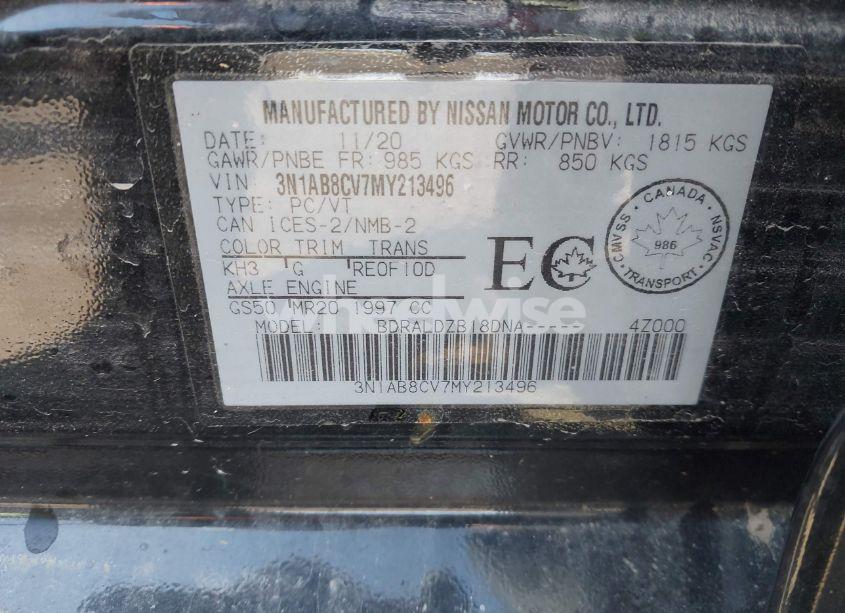 MANUFACTURED BY NISSAN MOTOR CO., LTD.
DATE: 11/20 GVWR/PNBV: 1815 KGS
GAWR/PNBE FR: 985 KGS RR: 850 KGS
VIN 3N1AB8CV7MY213496
TYPE: PC/VT
CAN ICES-2/NMB-2
COLOR TRIM TRANS
KH3 G RE0F10D
AXLE ENGINE
GS50 MR20 1997 CC
MODEL: BDRALDZB18DNA----- 4Z000
3N1AB8CV7MY213496
EC
CANADA
CMVSS NSVAC
986
TRANSPORT
wheelwise